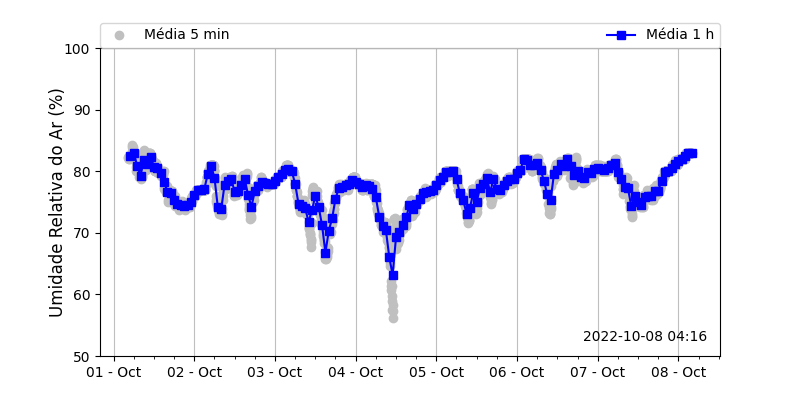 Média 5 min
Média 1 h
Umidade Relativa do Ar (%)
100
90
80
70
60
50
2022-10-08 04:16
01 - Oct
02 - Oct
03 - Oct
04 - Oct
05 - Oct
06 - Oct
07 - Oct
08 - Oct